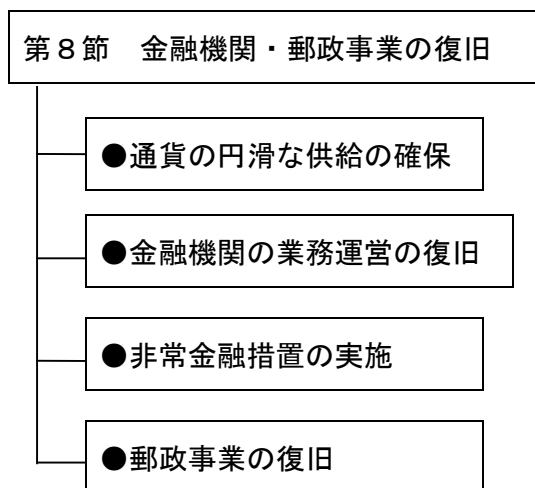 第８節　金融機関・郵政事業の復旧
●通貨の円滑な供給の確保
●金融機関の業務運営の復旧
●非常金融措置の実施
●郵政事業の復旧